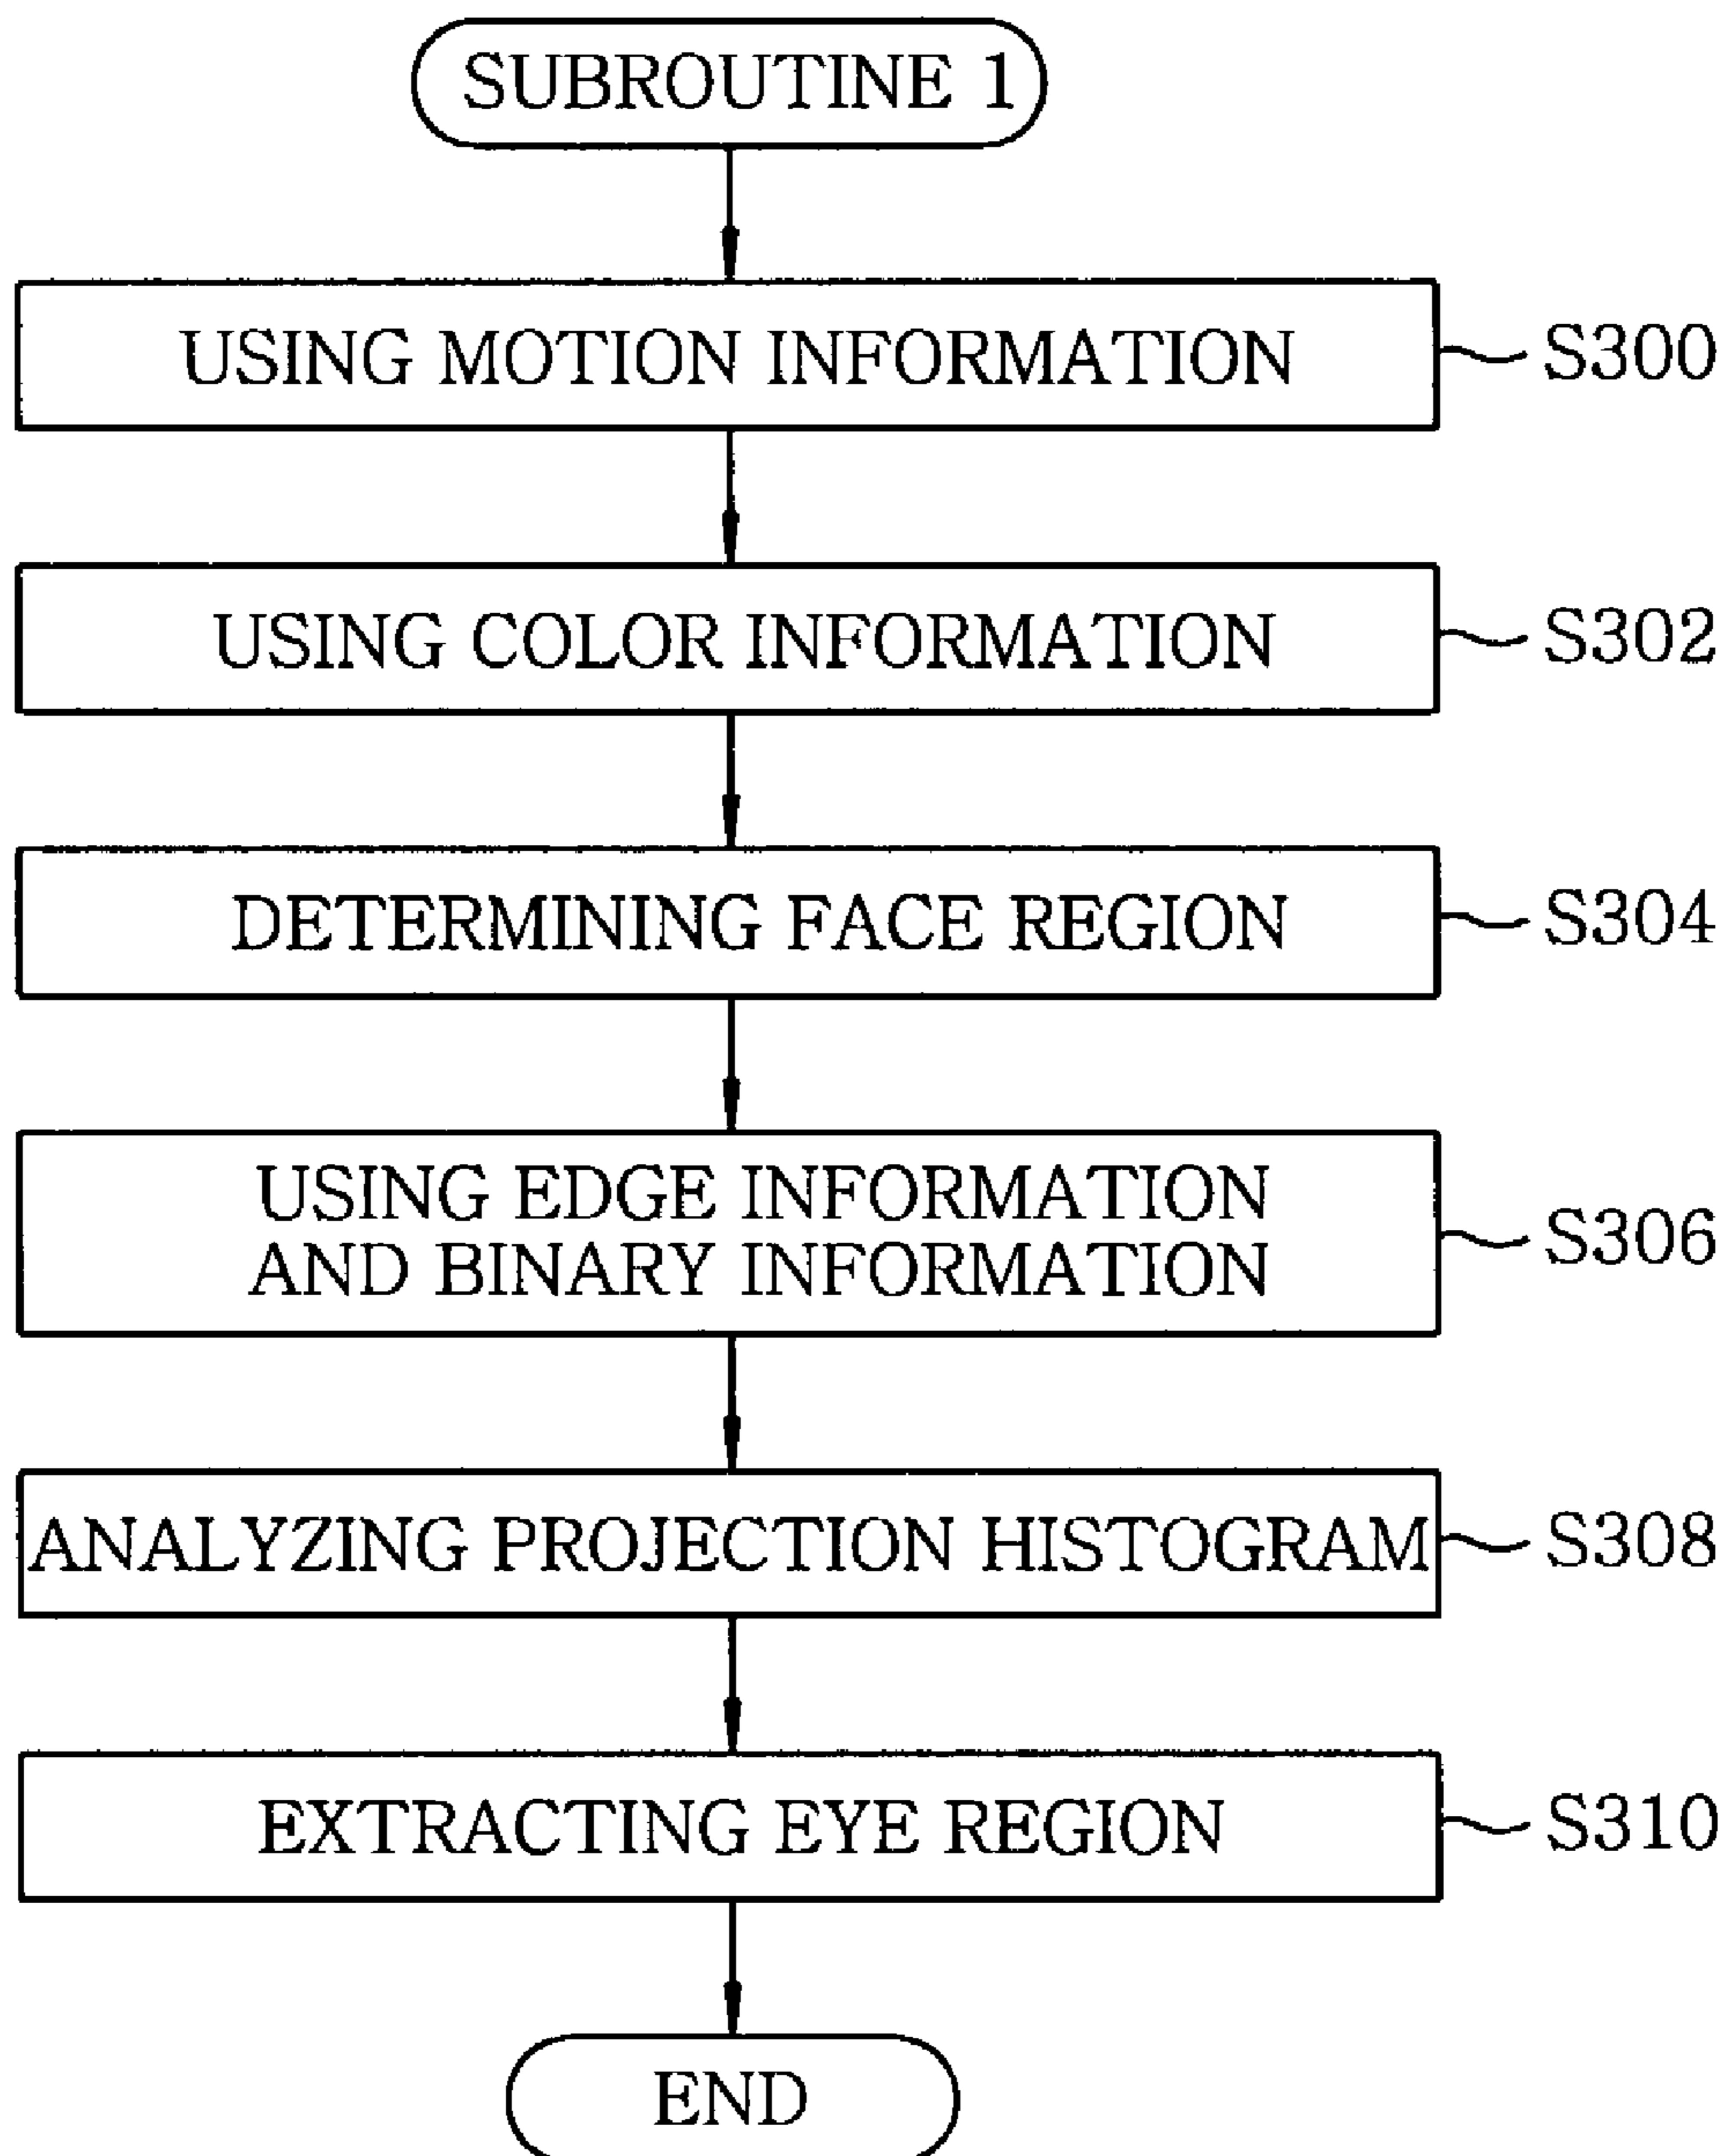 SUBROUTINE 1
USING MOTION INFORMATION
S300
USING COLOR INFORMATION
S302
DETERMINING FACE REGION
S304
USING EDGE INFORMATION
AND BINARY INFORMATION
S306
ANALYZING PROJECTION HISTOGRAM
S308
EXTRACTING EYE REGION
S310
END